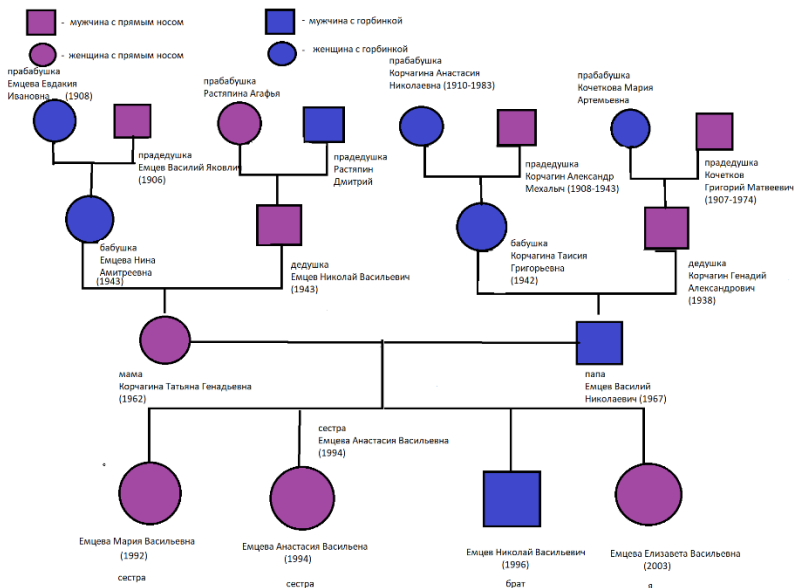 - мужчина с прямым носом
- мужчина с горбинкой
- женщина с прямым носом
- женщина с горбинкой
прабабушка
Емцева Евдакия
Ивановна (1908)
прабабушка
Растяпина Агафья
прабабушка
Корчагина Анастасия
Николаевна (1910-1983)
прабабушка
Кочеткова Мария
Артемьевна
прадедушка
Емцев Василий Яковли
(1906)
прадедушка
Растяпин
Дмитрий
прадедушка
Корчагин Александр
Мехалыч (1908-1943)
прадедушка
Кочетков
Григорий Матвеевич
(1907-1974)
бабушка
Емцева Нина
Амитреевна
(1943)
дедушка
Емцев Николай Васильевич
(1943)
бабушка
Корчагина Таисия
Григорьевна
(1942)
дедушка
Корчагин Генадий
Александрович
(1938)
мама
Корчагина Татьяна Генадьевна
(1962)
папа
Емцев Василий
Николаевич (1967)
сестра
Емцева Анастасия Васильевна
(1994)
Емцева Мария Васильевна
(1992)
сестра
Емцева Анастасия Васильена
(1994)
сестра
Емцев Николай Васильевич
(1996)
брат
Емцева Елизавета Васильевна
(2003)
я